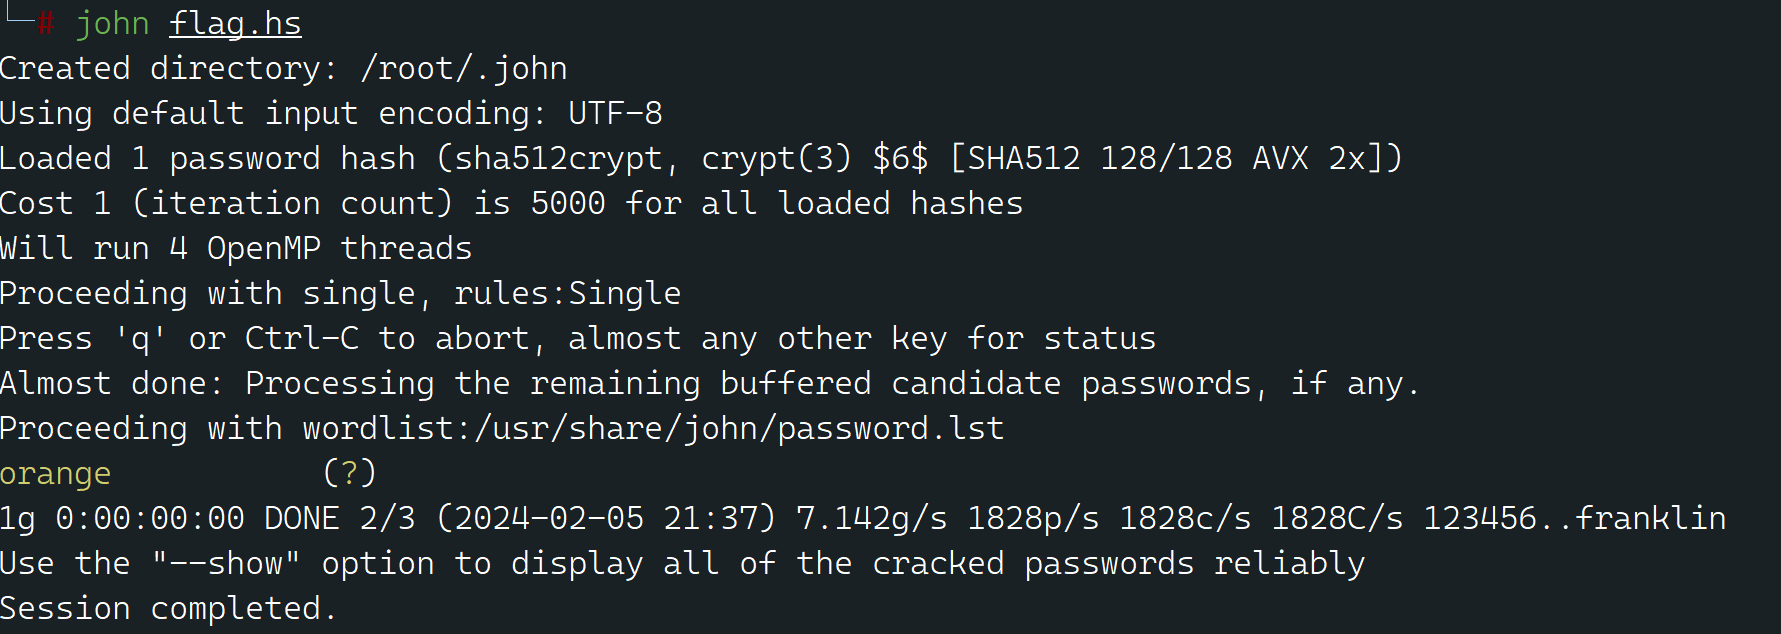 └─# john flag.hs
Created directory: /root/.john
Using default input encoding: UTF-8
Loaded 1 password hash (sha512crypt, crypt(3) $6$ [SHA512 128/128 AVX 2x])
Cost 1 (iteration count) is 5000 for all loaded hashes
Will run 4 OpenMP threads
Proceeding with single, rules:Single
Press 'q' or Ctrl-C to abort, almost any other key for status
Almost done: Processing the remaining buffered candidate passwords, if any.
Proceeding with wordlist:/usr/share/john/password.lst
orange           (?)
1g 0:00:00:00 DONE 2/3 (2024-02-05 21:37) 7.142g/s 1828p/s 1828c/s 1828C/s 123456..franklin
Use the "--show" option to display all of the cracked passwords reliably
Session completed.